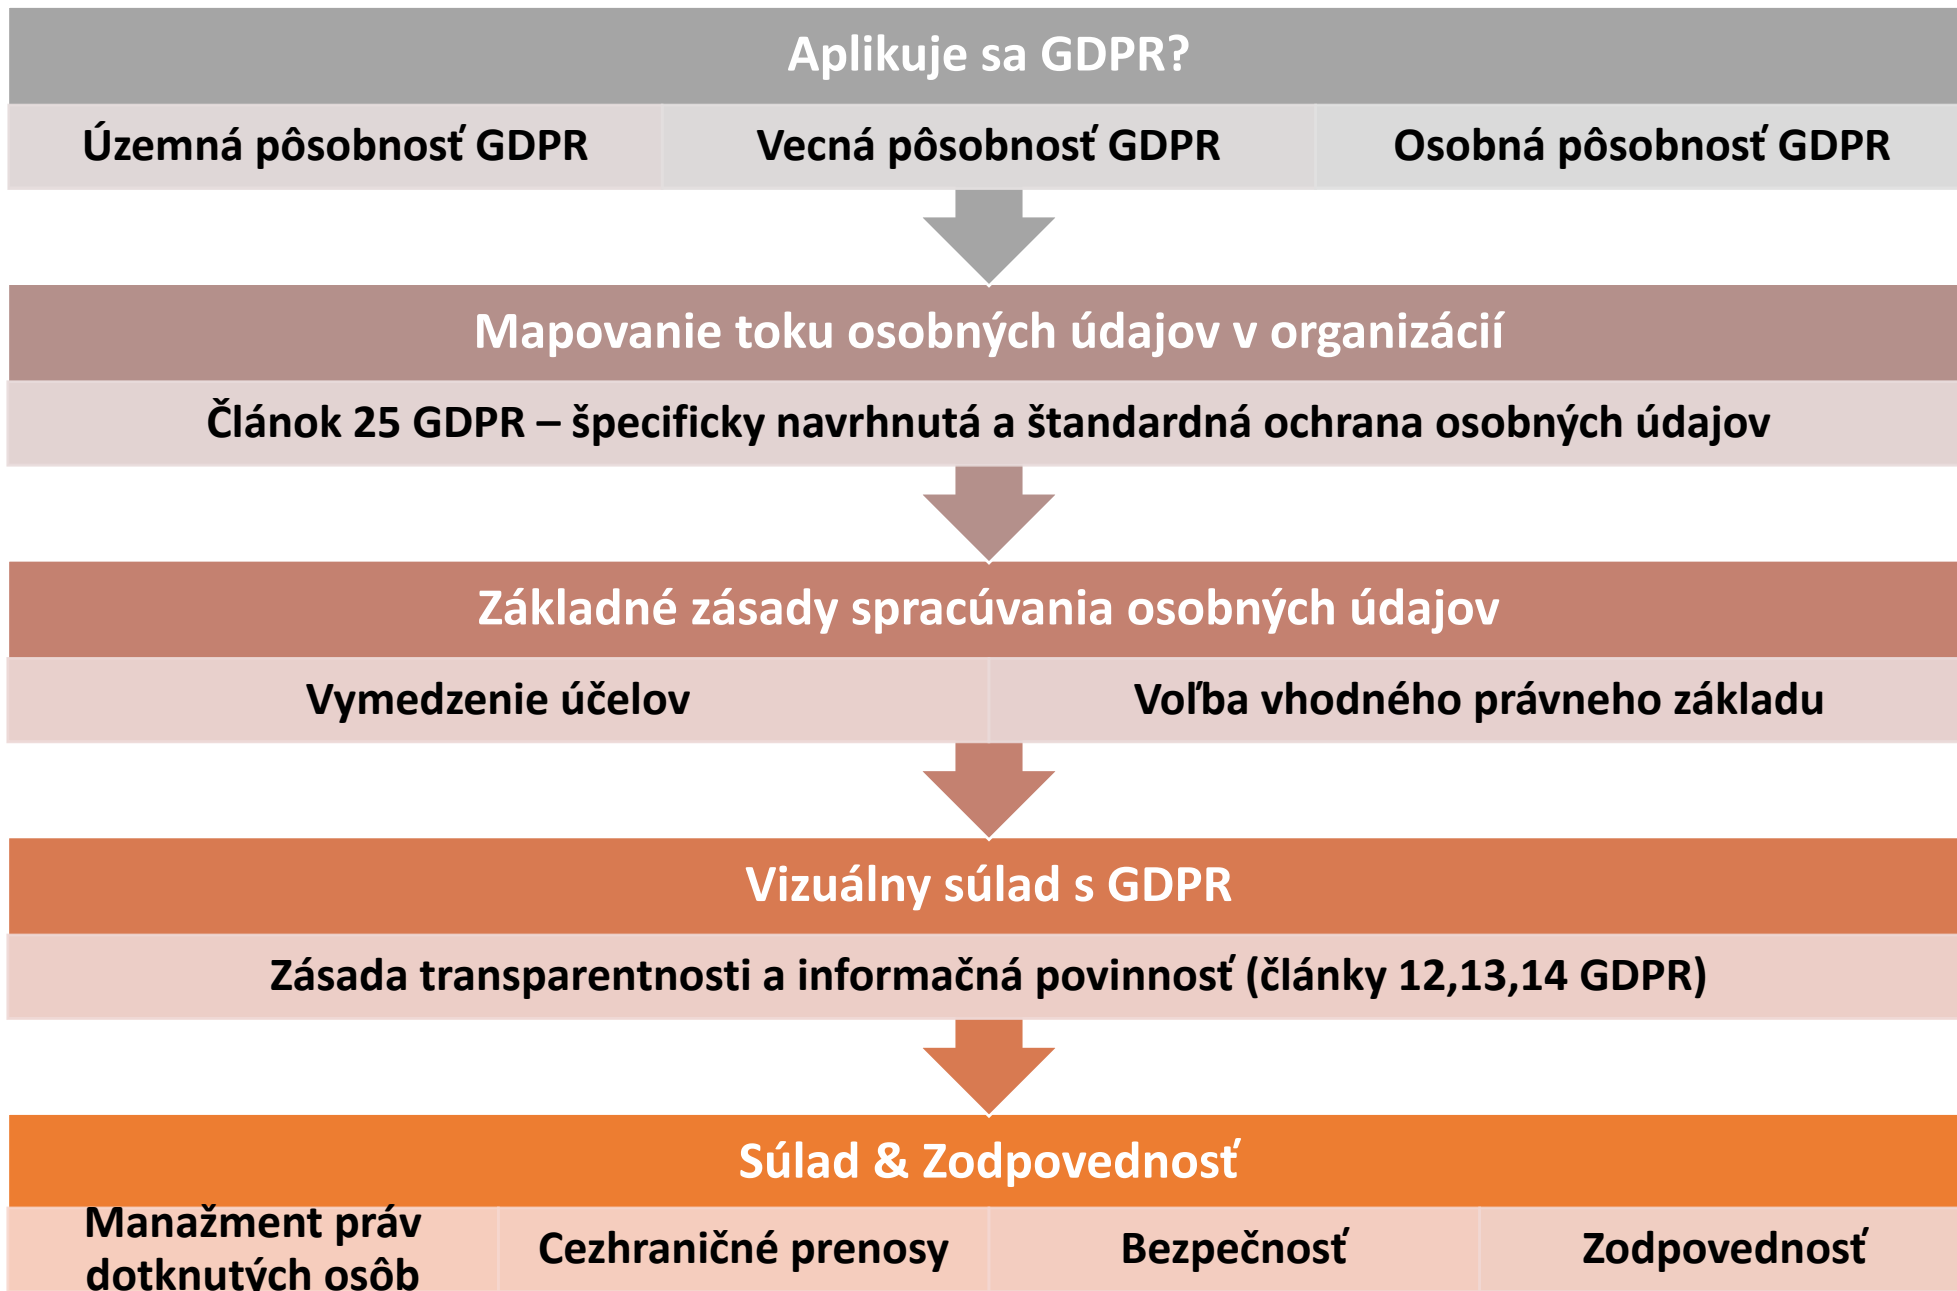 Aplikuje sa GDPR?
Územná pôsobnosť GDPR
Vecná pôsobnosť GDPR
Osobná pôsobnosť GDPR
Mapovanie toku osobných údajov v organizácií
Článok 25 GDPR – špecificky navrhnutá a štandardná ochrana osobných údajov
Základné zásady spracúvania osobných údajov
Vymedzenie účelov
Voľba vhodného právneho základu
Vizuálny súlad s GDPR
Zásada transparentnosti a informačná povinnosť (články 12,13,14 GDPR)
Súlad & Zodpovednosť
Manažment práv
dotknutých osôb
Cezhraničné prenosy
Bezpečnosť
Zodpovednosť